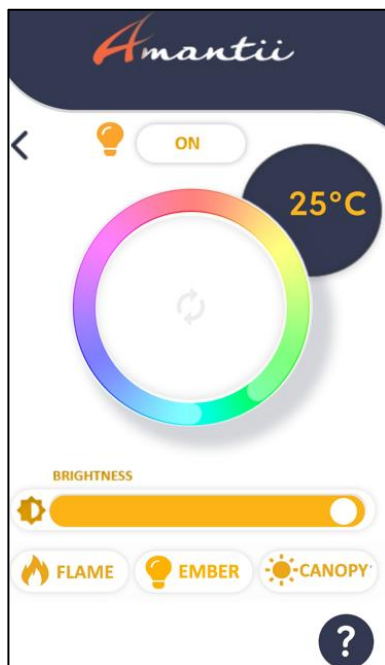 Amantii
ON
25°C
BRIGHTNESS
FLAME
EMBER
CANOPY
?